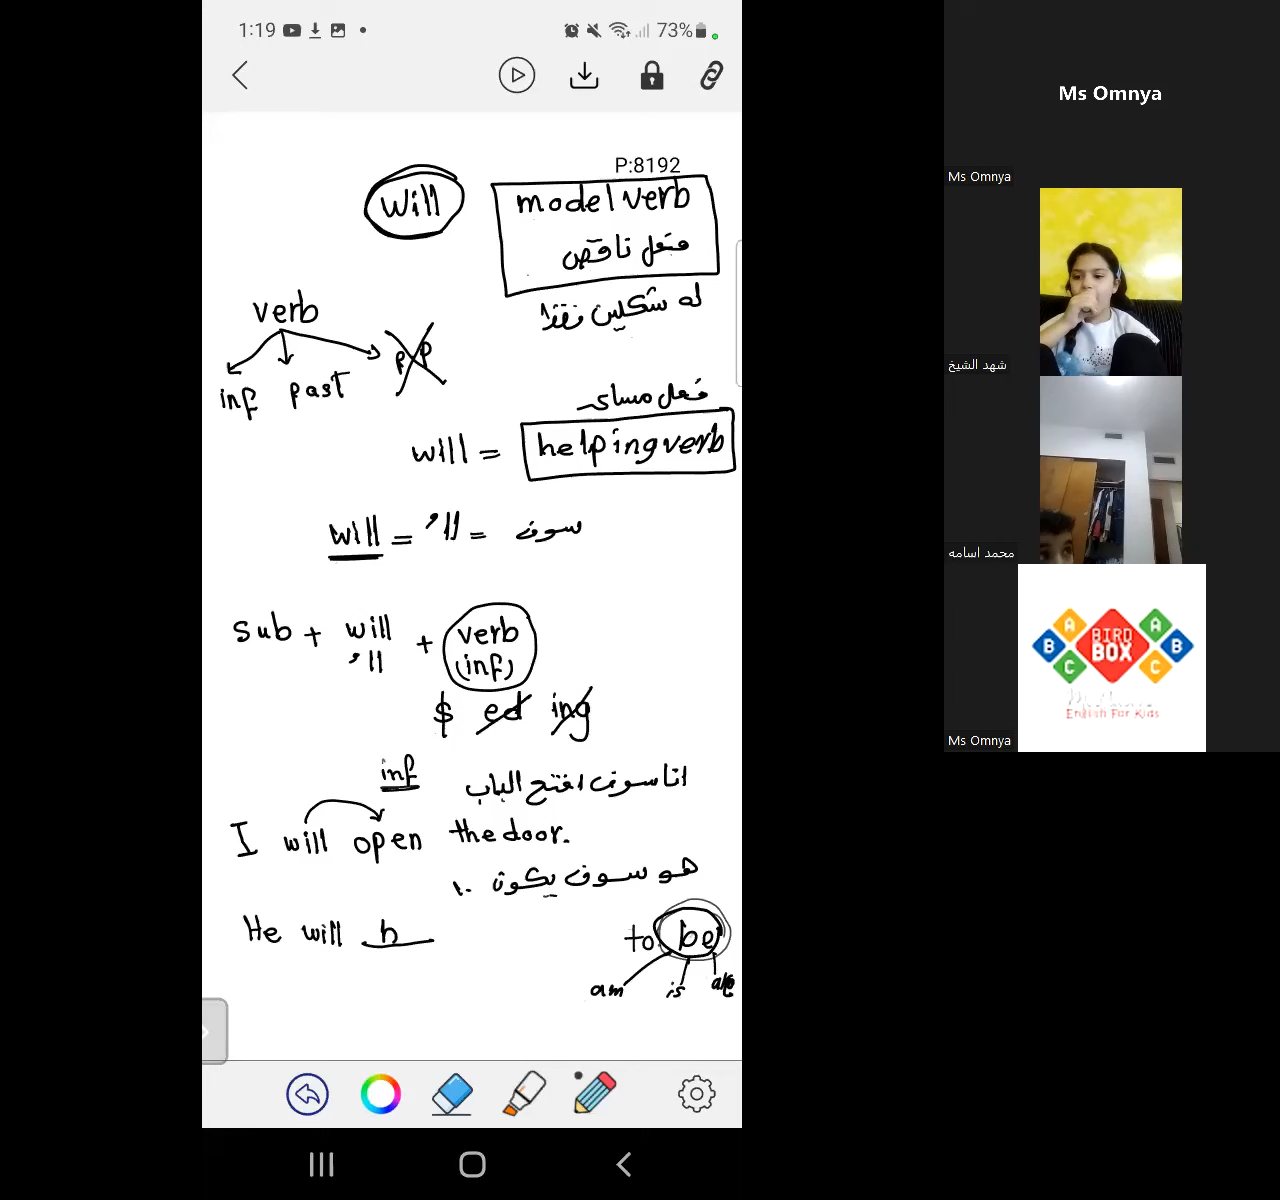 1:19
73%
P:8192
will
model verb
فعل ناقص
له شكلين فقط
verb
inf past pp
فعل مساعد
will = helping verb
will = 'll = سوف
sub + will + verb
'll (inf)
s ed ing
inf
انا سوف افتح الباب
I will open the door.
هو سوف يكون ..
He will b
to be
am is are
Ms Omnya
Ms Omnya
شهد الشيخ
محمد اسامه
A A
B BIRD B
BOX
C C
English For Kids
Ms Omnya